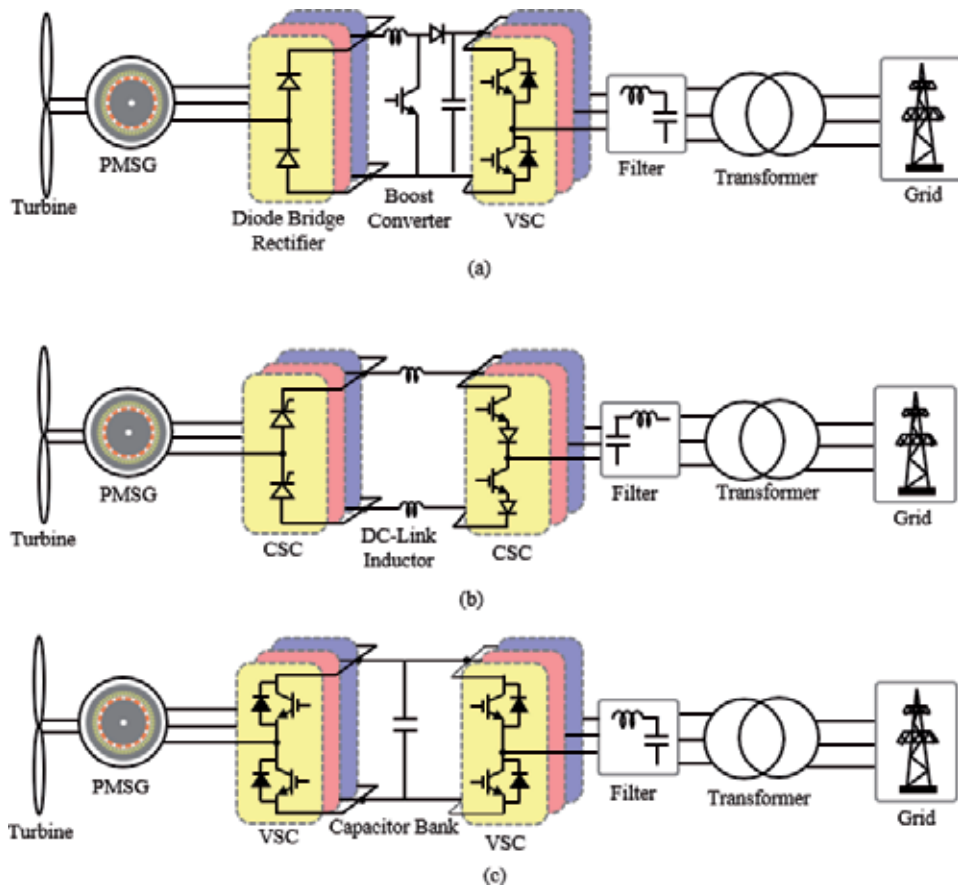 PMSG
Turbine
Diode Bridge
Rectifier
Boost
Converter
VSC
Filter
Transformer
Grid
(a)
PMSG
Turbine
CSC
DC-Link
Inductor
CSC
Filter
Transformer
Grid
(b)
PMSG
Turbine
VSC
Capacitor Bank
VSC
Filter
Transformer
Grid
(c)